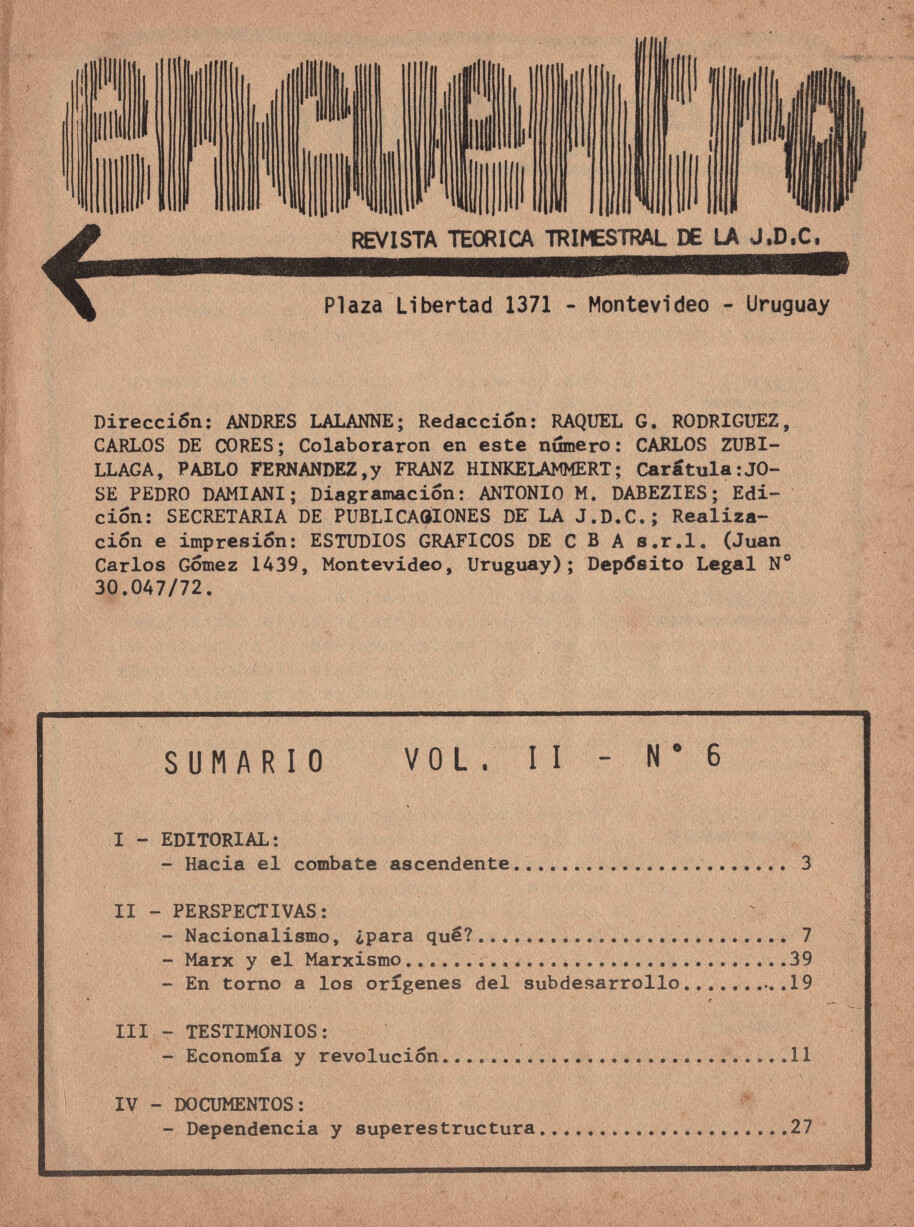 encuentro
REVISTA TEORICA TRIMESTRAL DE LA J.D.C.
Plaza Libertad 1371 - Montevideo - Uruguay
Dirección: ANDRES LALANNE; Redacción: RAQUEL G. RODRIGUEZ,
CARLOS DE CORES; Colaboraron en este número: CARLOS ZUBI-
LLAGA, PABLO FERNANDEZ,y FRANZ HINKELAMMERT; Carátula:JO-
SE PEDRO DAMIANI; Diagramación: ANTONIO M. DABEZIES; Edi-
ción: SECRETARIA DE PUBLICACIONES DE LA J.D.C.; Realiza-
ción e impresión: ESTUDIOS GRAFICOS DE C B A s.r.l. (Juan
Carlos Gómez 1439, Montevideo, Uruguay); Depósito Legal N°
30.047/72.
SUMARIO VOL. II - N° 6
I - EDITORIAL:
- Hacia el combate ascendente....................... 3
II - PERSPECTIVAS:
- Nacionalismo, ¿para qué?.......................... 7
- Marx y el Marxismo................................39
- En torno a los orígenes del subdesarrollo.........19
III - TESTIMONIOS:
- Economía y revolución.............................11
IV - DOCUMENTOS:
- Dependencia y superestructura.....................27